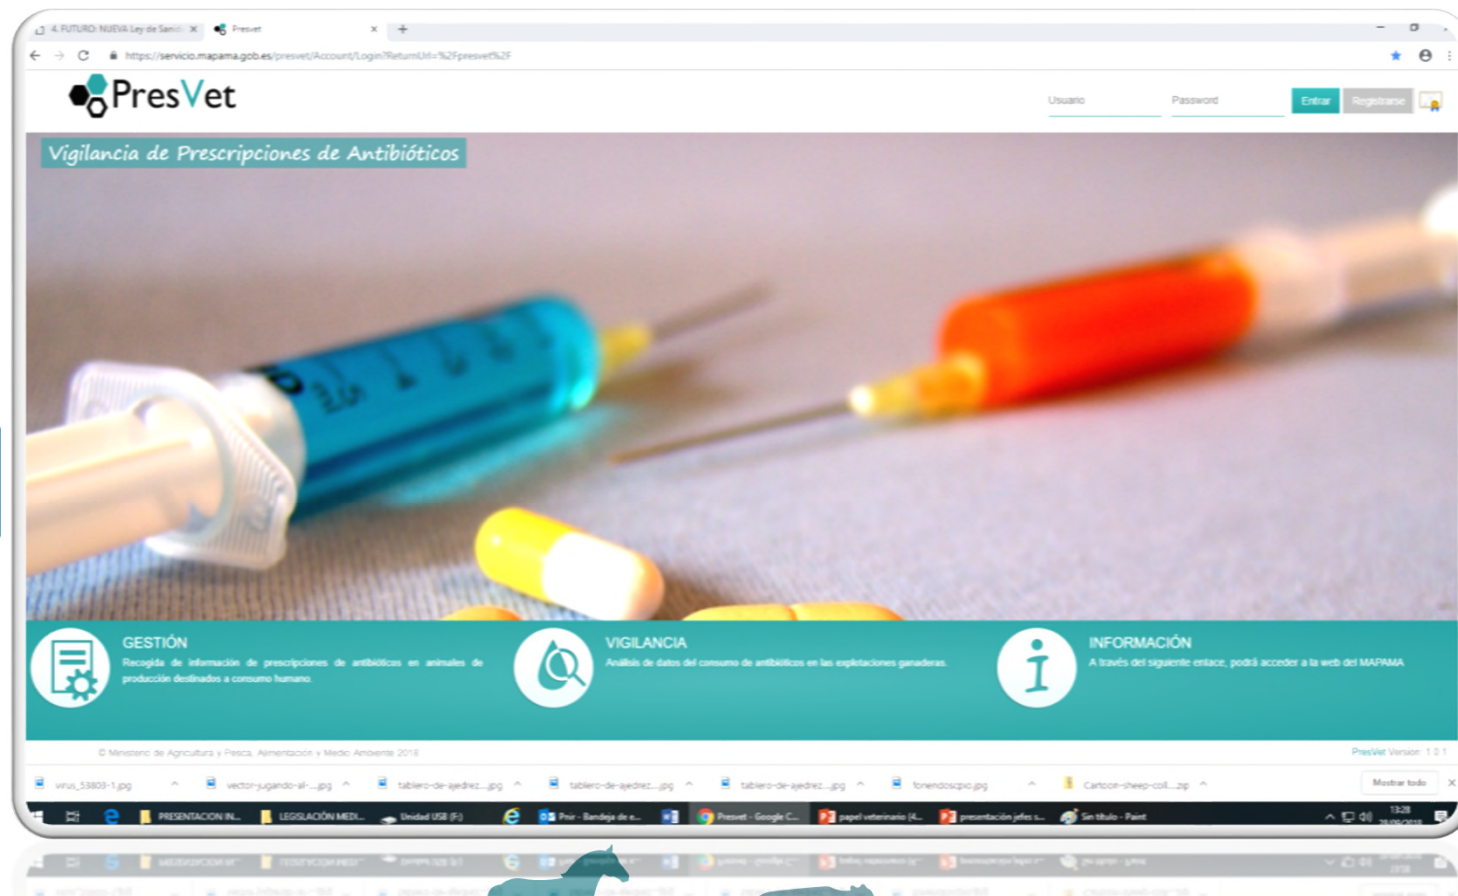 4. FUTURO: NUEVA Ley de Sanid
Presvet
https://servicio.mapama.gob.es/presvet/Account/Login?ReturnUrl=%2Fpresvet%2F
PresVet
Usuario
Password
Entrar
Registrarse
Vigilancia de Prescripciones de Antibióticos
GESTIÓN
Recogida de información de prescripciones de antibióticos en animales de
producción destinados a consumo humano.
VIGILANCIA
Análisis de datos del consumo de antibióticos en las explotaciones ganaderas.
INFORMACIÓN
A través del siguiente enlace, podrá acceder a la web del MAPAMA
© Ministerio de Agricultura y Pesca, Alimentación y Medio Ambiente 2018
PresVet Version: 1.0.1
virus_53803-1.jpg
vector-jugando-al-....jpg
tablero-de-ajedrez....jpg
tablero-de-ajedrez....jpg
tablero-de-ajedrez....jpg
fonendoscpio.jpg
Cartoon-sheep-coll....zip
Mostrar todo
PRESENTACION IN...
LEGISLACIÓN MEDI...
Unidad USB (F:)
Pnir - Bandeja de e...
Presvet - Google C...
papel veterinario (4...
presentación jefes s...
Sin título - Paint
13:28
28/09/2018